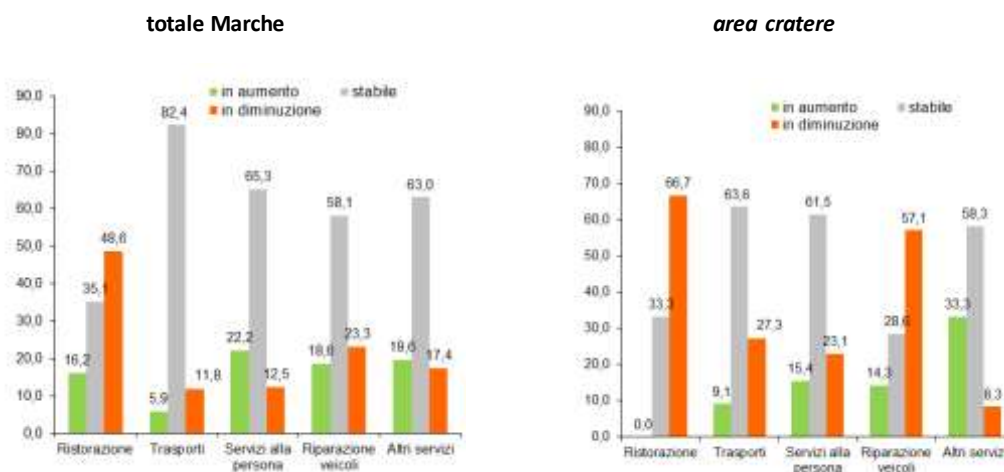 totale Marche
area cratere
in aumento
stabile
in diminuzione
90,0
80,0
70,0
60,0
50,0
40,0
30,0
20,0
10,0
0,0
16,2
35,1
48,6
5,9
82,4
11,8
22,2
65,3
12,5
18,6
58,1
23,3
19,6
63,0
17,4
Ristorazione
Trasporti
Servizi alla persona
Riparazione veicoli
Altri servizi
in aumento
stabile
in diminuzione
90,0
80,0
70,0
60,0
50,0
40,0
30,0
20,0
10,0
0,0
0,0
33,3
66,7
9,1
63,6
27,3
15,4
61,5
23,1
14,3
28,6
57,1
33,3
58,3
8,3
Ristorazione
Trasporti
Servizi alla persona
Riparazione veicoli
Altri serviz